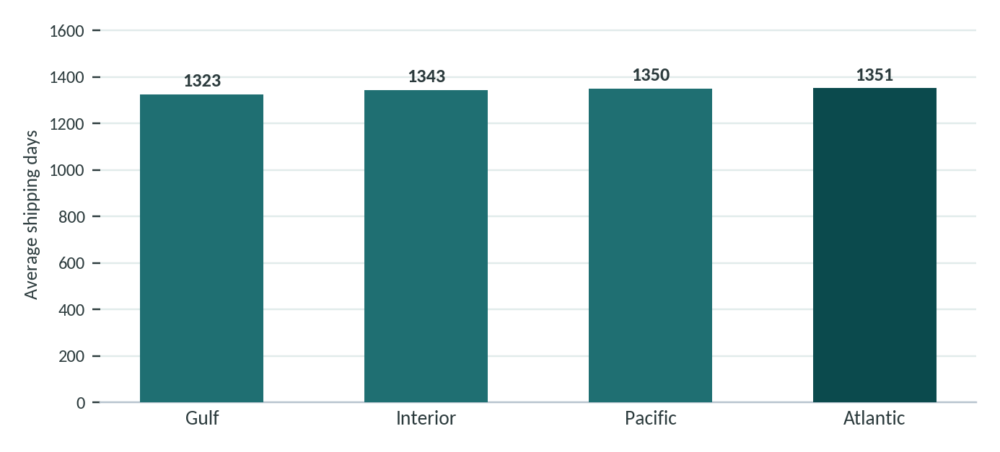 Average shipping days
1600
1400
1200
1000
800
600
400
200
0
1323
1343
1350
1351
Gulf
Interior
Pacific
Atlantic